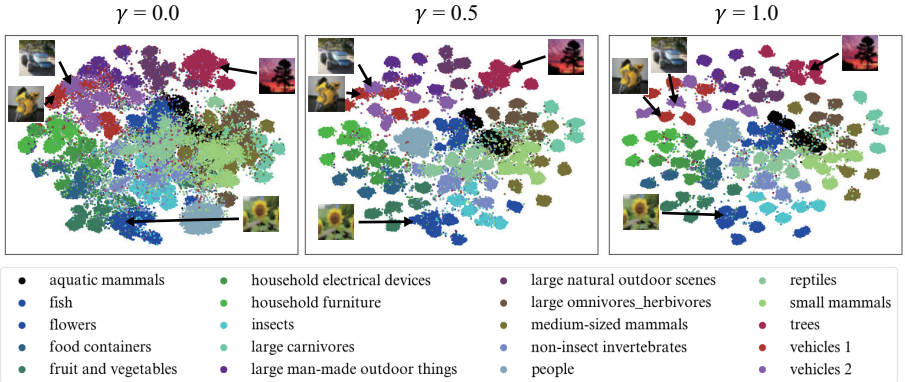 γ = 0.0 γ = 0.5 γ = 1.0
aquatic mammals household electrical devices large natural outdoor scenes reptiles
fish household furniture large omnivores_herbivores small mammals
flowers insects medium-sized mammals trees
food containers large carnivores non-insect invertebrates vehicles 1
fruit and vegetables large man-made outdoor things people vehicles 2